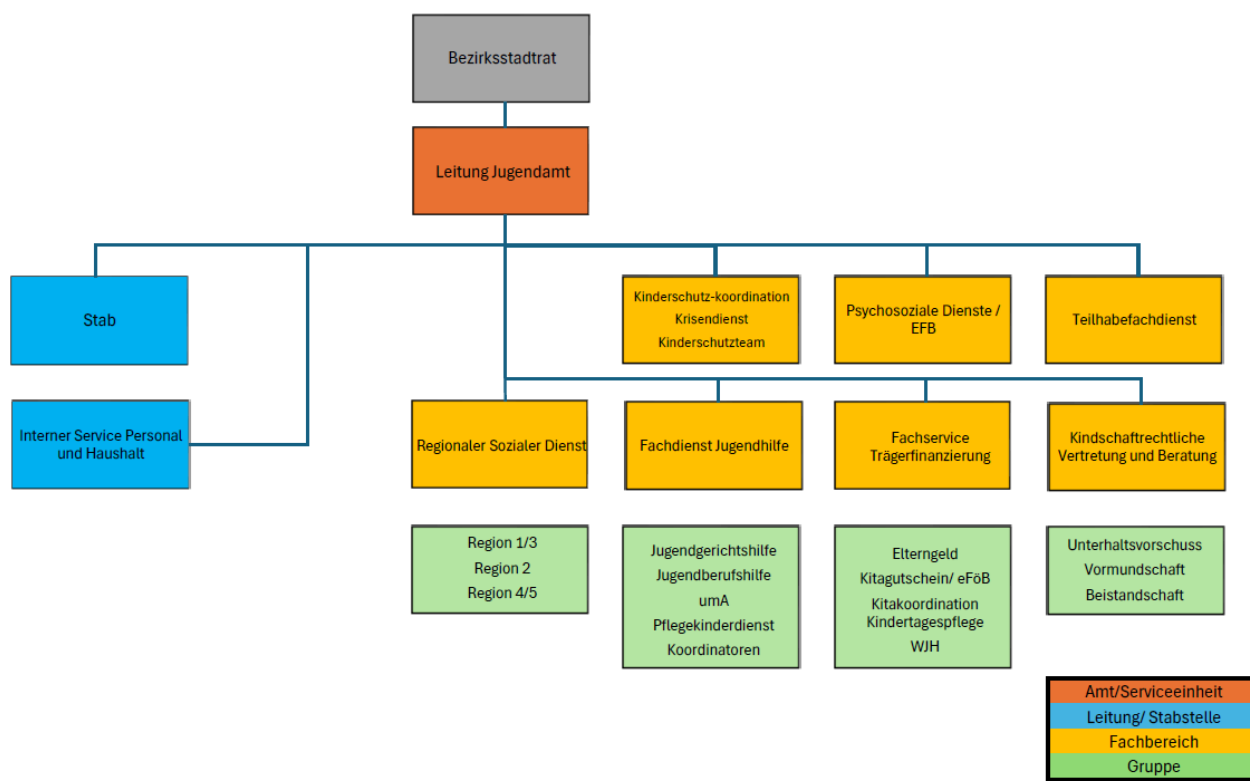 Bezirksstadtrat
Leitung Jugendamt
Stab
Kinderschutz-koordination
Krisendienst
Kinderschutzteam
Psychosoziale Dienste /
EFB
Teilhabefachdienst
Interner Service Personal
und Haushalt
Regionaler Sozialer Dienst
Fachdienst Jugendhilfe
Fachservice
Trägerfinanzierung
Kindschaftrechtliche
Vertretung und Beratung
Region 1/3
Region 2
Region 4/5
Jugendgerichtshilfe
Jugendberufshilfe
umA
Pflegekinderdienst
Koordinatoren
Elterngeld
Kitagutschein/ eFöB
Kitakoordination
Kindertagespflege
WJH
Unterhaltsvorschuss
Vormundschaft
Beistandschaft
Amt/Serviceeinheit
Leitung/ Stabstelle
Fachbereich
Gruppe